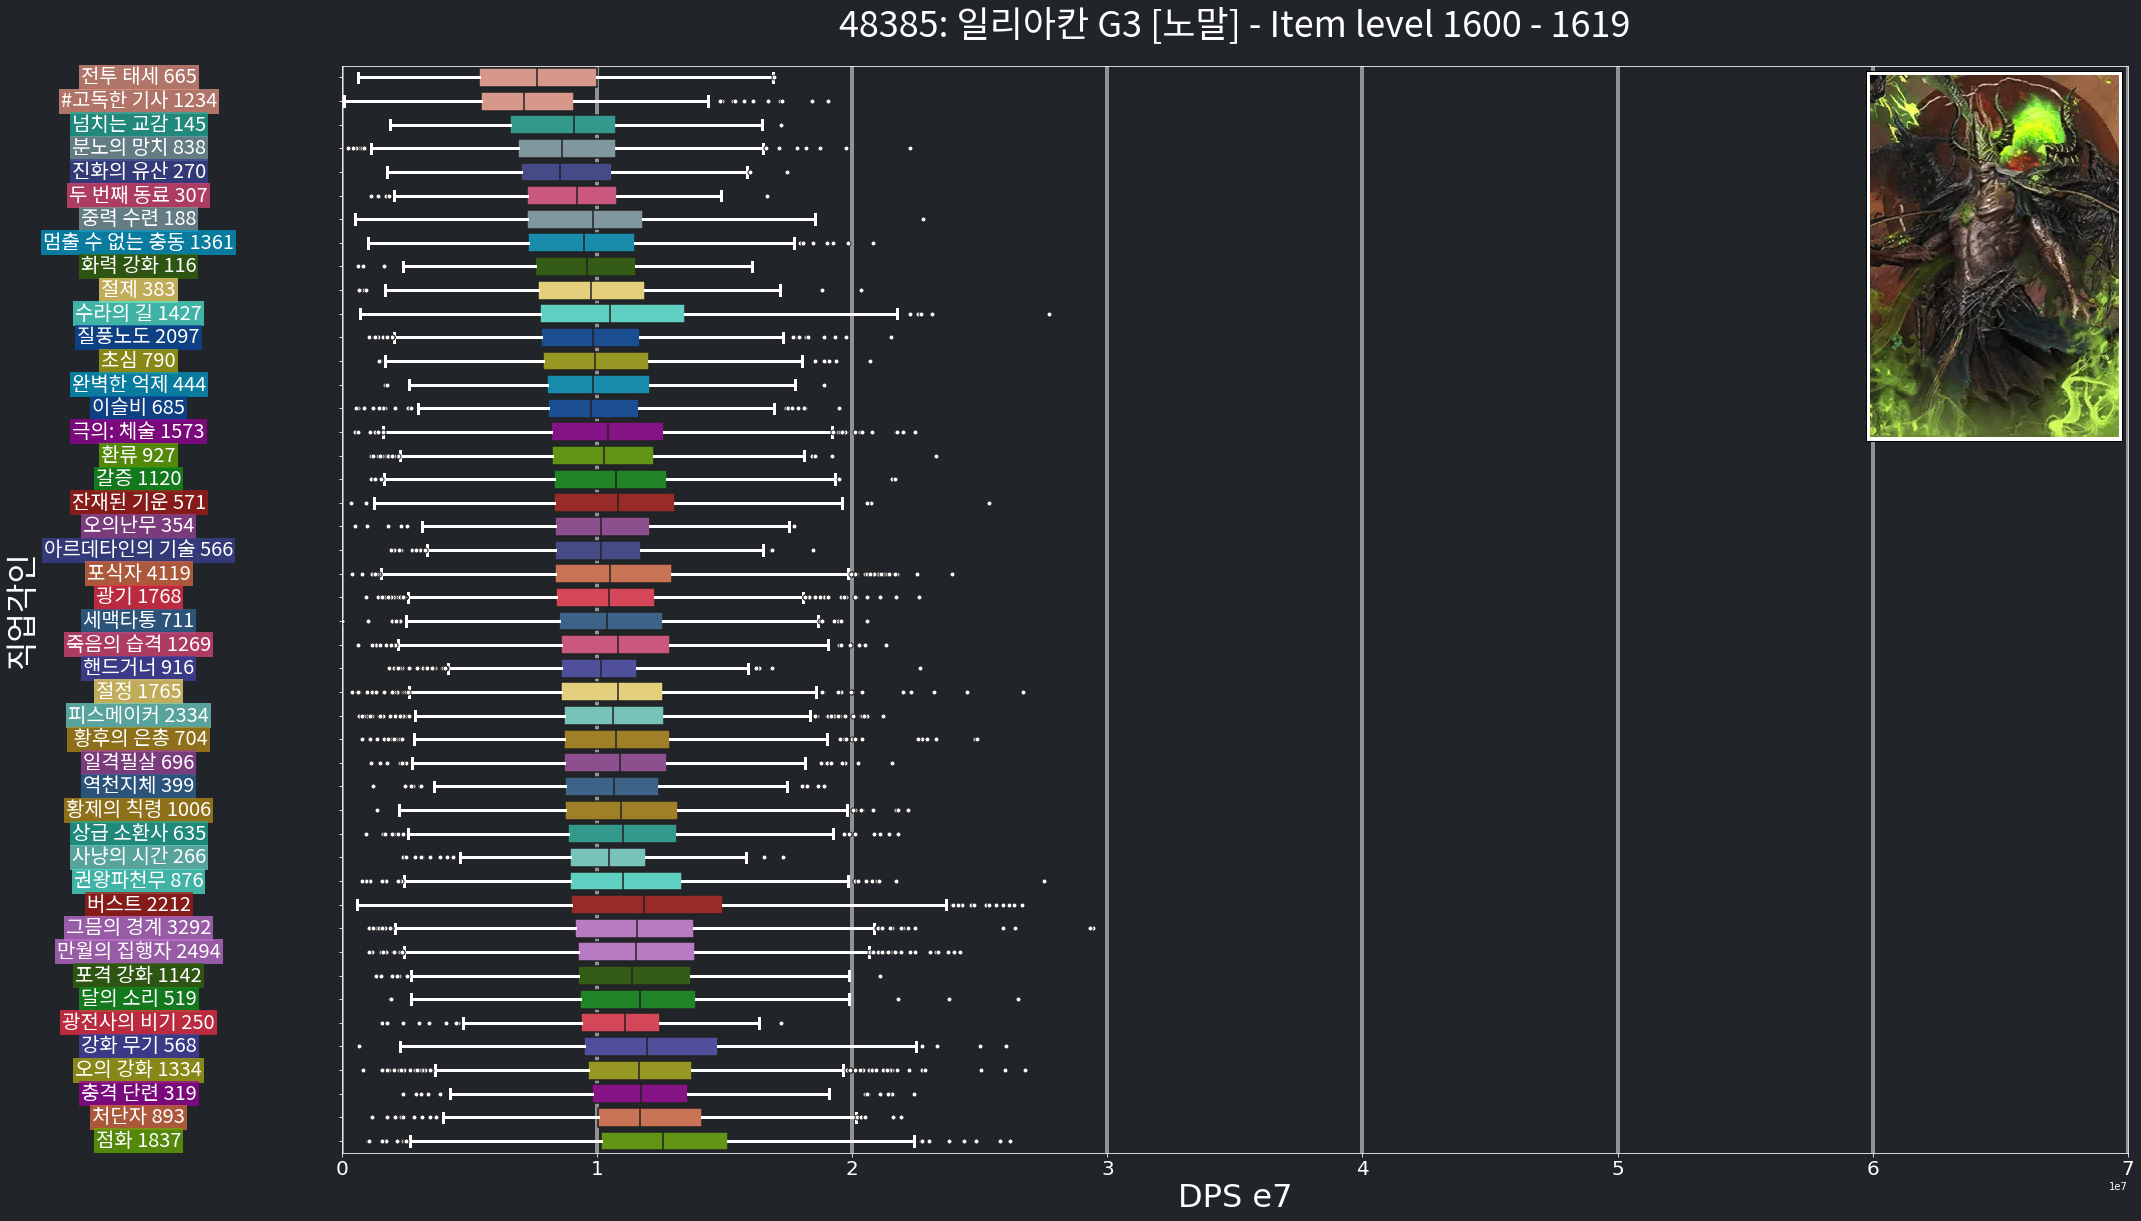 48385: 일리아칸 G3 [노말] - Item level 1600 - 1619
직업각인
전투 태세 665
#고독한 기사 1234
넘치는 교감 145
분노의 망치 838
진화의 유산 270
두 번째 동료 307
중력 수련 188
멈출 수 없는 충동 1361
화력 강화 116
절제 383
수라의 길 1427
질풍노도 2097
초심 790
완벽한 억제 444
이슬비 685
극의: 체술 1573
환류 927
갈증 1120
잔재된 기운 571
오의난무 354
아르데타인의 기술 566
포식자 4119
광기 1768
세맥타통 711
죽음의 습격 1269
핸드거너 916
절정 1765
피스메이커 2334
황후의 은총 704
일격필살 696
역천지체 399
황제의 칙령 1006
상급 소환사 635
사냥의 시간 266
권왕파천무 876
버스트 2212
그믐의 경계 3292
만월의 집행자 2494
포격 강화 1142
달의 소리 519
광전사의 비기 250
강화 무기 568
오의 강화 1334
충격 단련 319
처단자 893
점화 1837
0 1 2 3 4 5 6 7
1e7
DPS e7